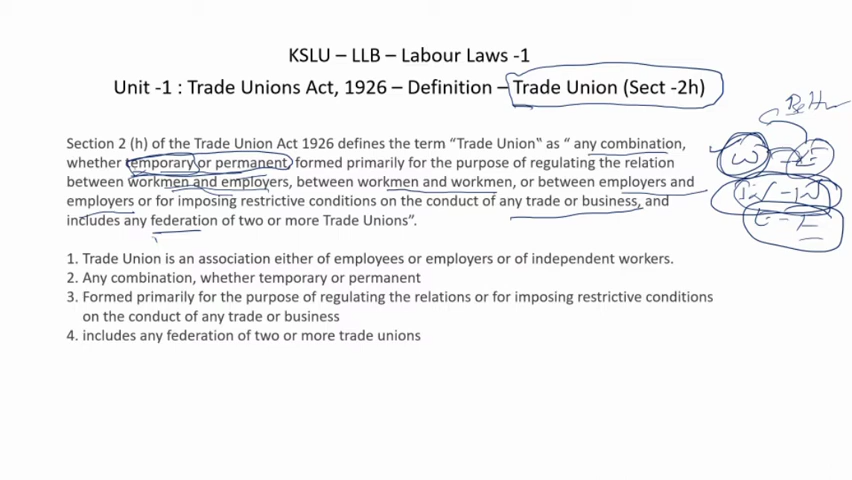 KSLU – LLB – Labour Laws -1
Unit -1 : Trade Unions Act, 1926 – Definition – Trade Union (Sect -2h)
Section 2 (h) of the Trade Union Act 1926 defines the term “Trade Union“ as “ any combination,
whether temporary or permanent formed primarily for the purpose of regulating the relation
between workmen and employers, between workmen and workmen, or between employers and
employers or for imposing restrictive conditions on the conduct of any trade or business, and
includes any federation of two or more Trade Unions”.
W – E
W – W
E – E
1. Trade Union is an association either of employees or employers or of independent workers.
2. Any combination, whether temporary or permanent
3. Formed primarily for the purpose of regulating the relations or for imposing restrictive conditions
on the conduct of any trade or business
4. includes any federation of two or more trade unions